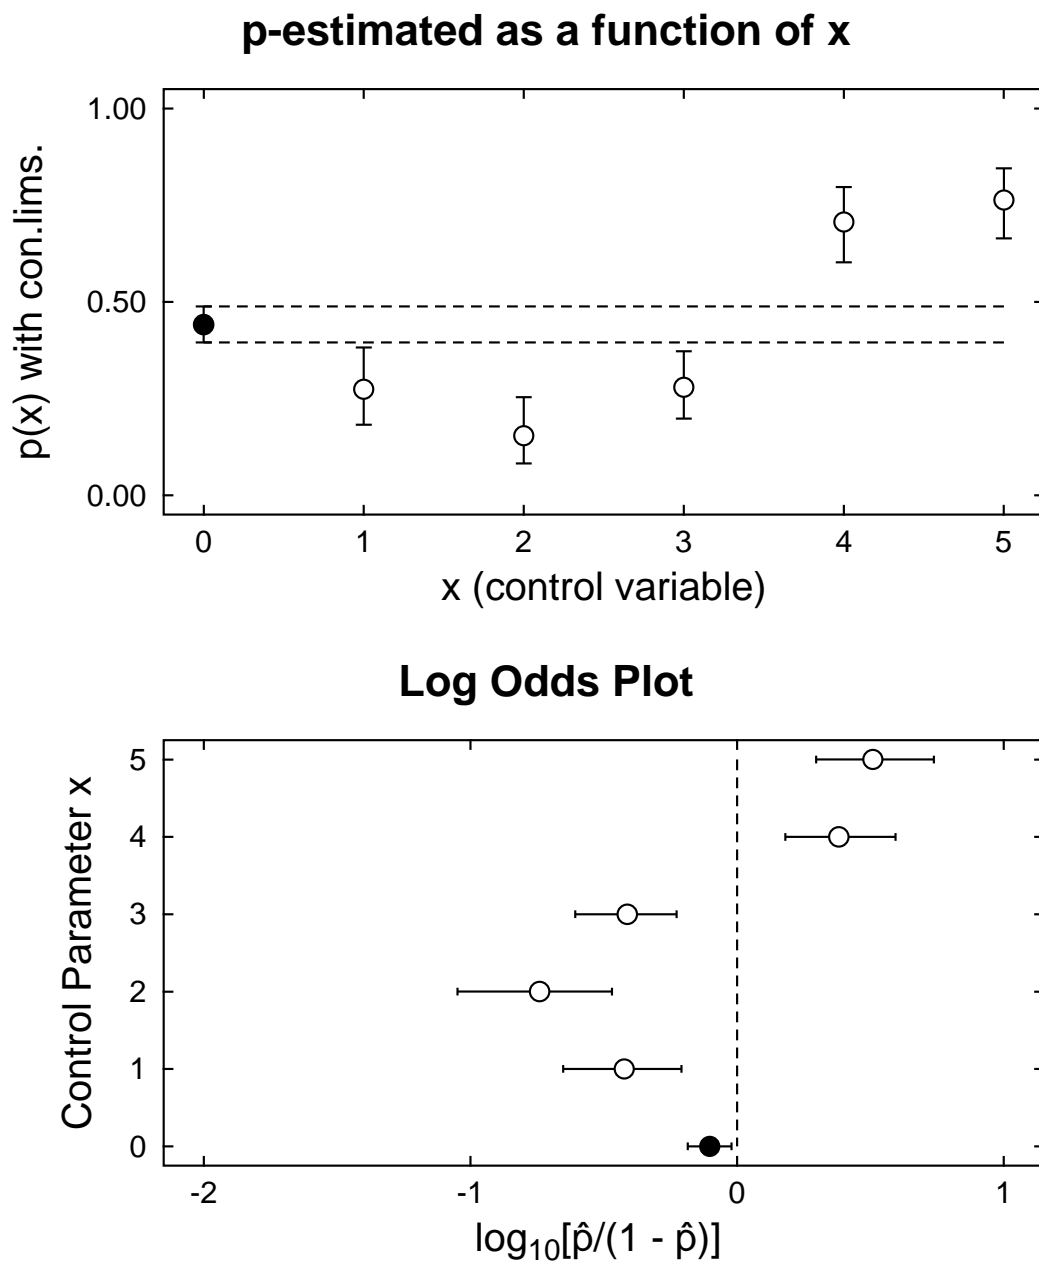 p-estimated as a function of x
1.00
0.50
0.00
p(x) with con.lims.
0 1 2 3 4 5
x (control variable)
Log Odds Plot
5
4
3
2
1
0
Control Parameter x
-2 -1 0 1
log₁₀[p̂/(1 - p̂)]